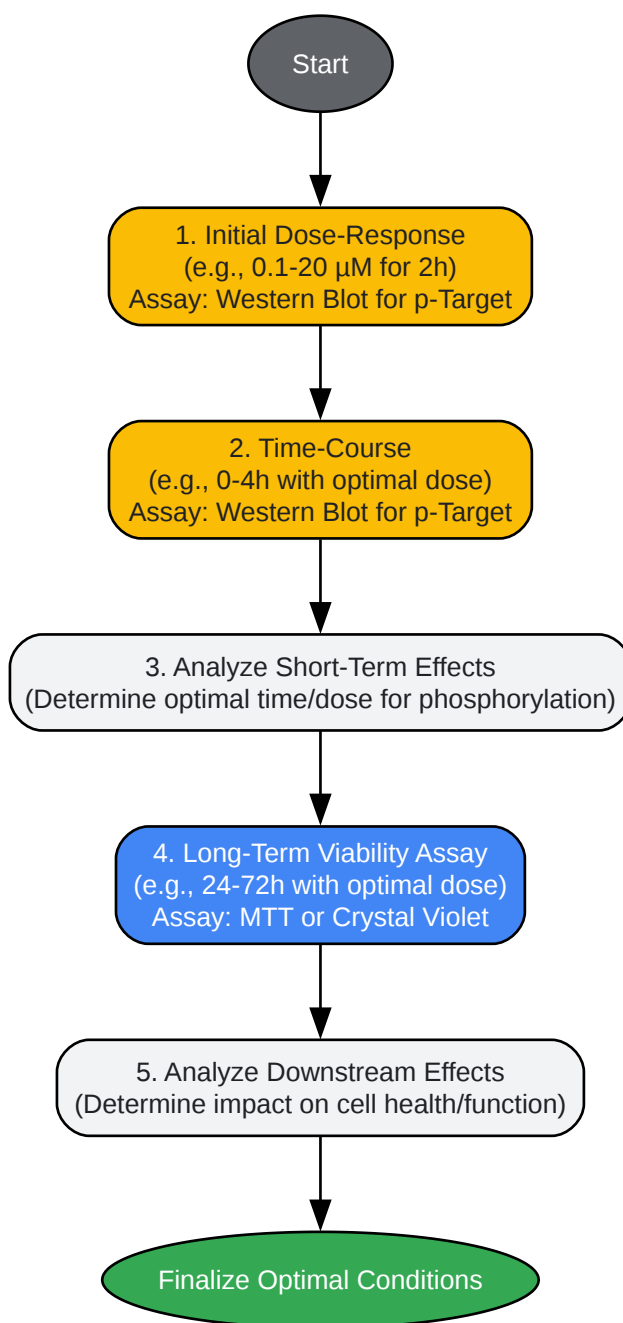 Start
1. Initial Dose-Response
(e.g., 0.1-20 µM for 2h)
Assay: Western Blot for p-Target
2. Time-Course
(e.g., 0-4h with optimal dose)
Assay: Western Blot for p-Target
3. Analyze Short-Term Effects
(Determine optimal time/dose for phosphorylation)
4. Long-Term Viability Assay
(e.g., 24-72h with optimal dose)
Assay: MTT or Crystal Violet
5. Analyze Downstream Effects
(Determine impact on cell health/function)
Finalize Optimal Conditions